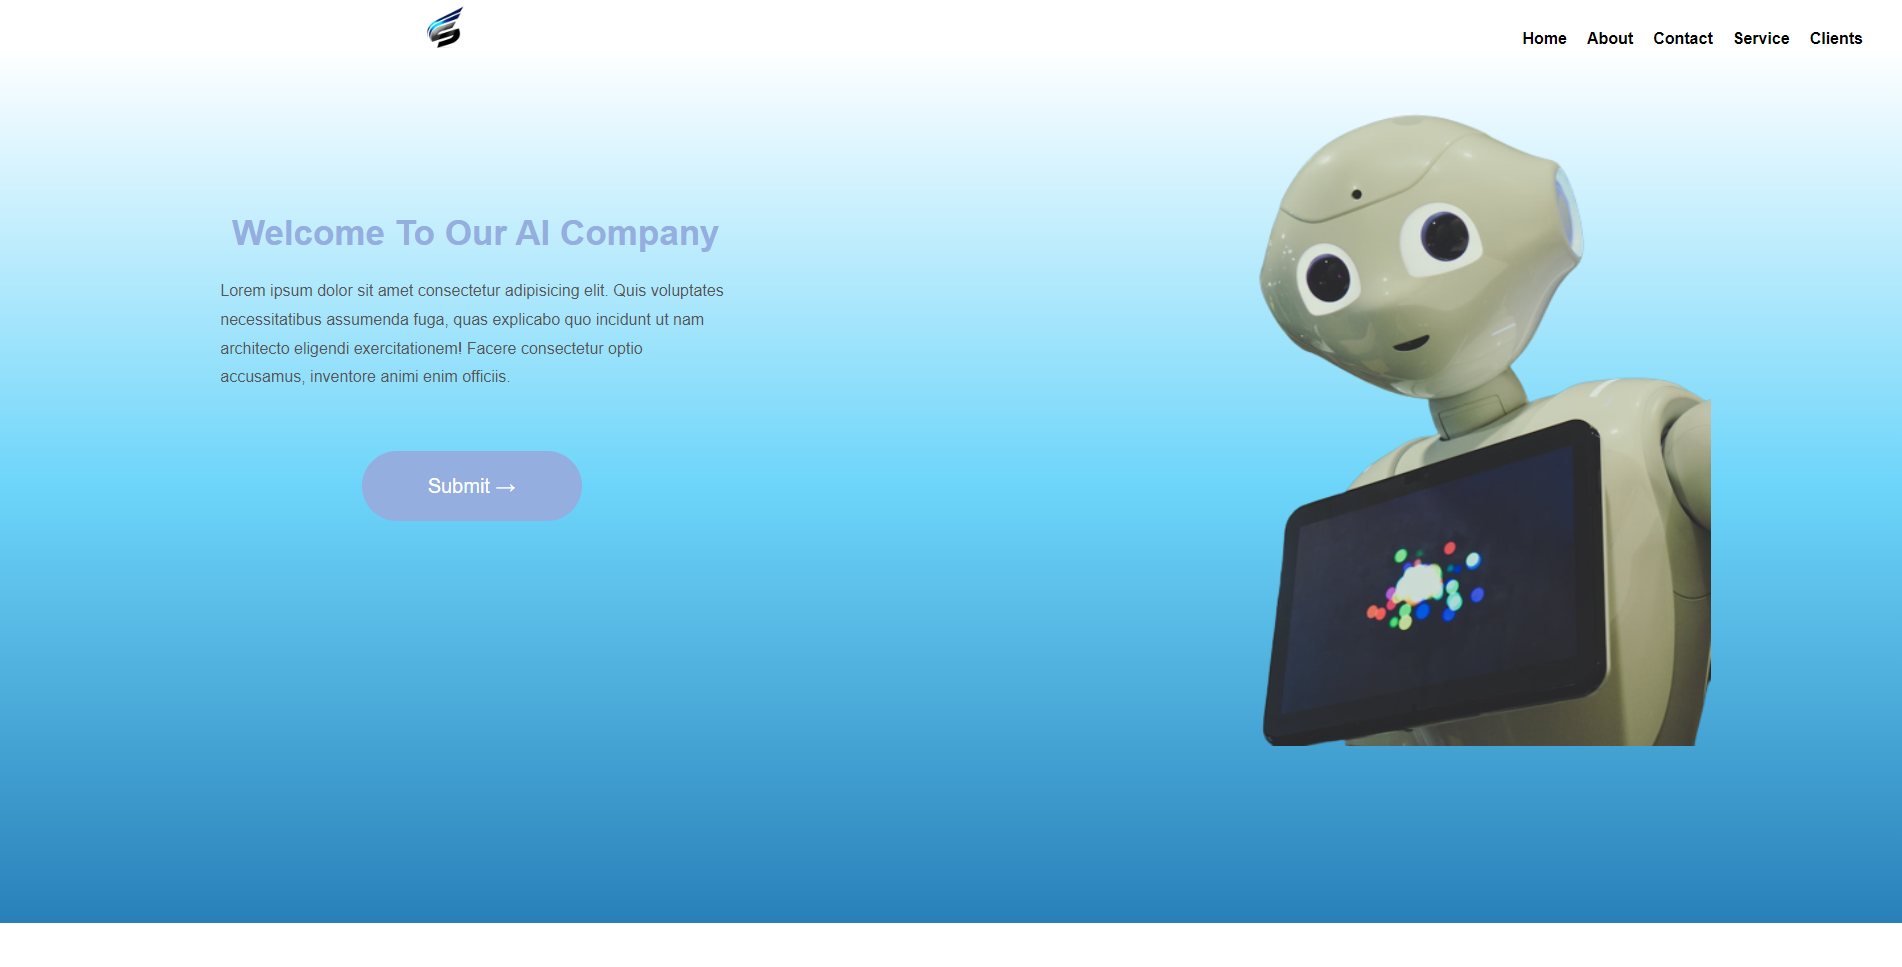 Home About Contact Service Clients
Welcome To Our AI Company
Lorem ipsum dolor sit amet consectetur adipisicing elit. Quis voluptates
necessitatibus assumenda fuga, quas explicabo quo incidunt ut nam
architecto eligendi exercitationem! Facere consectetur optio
accusamus, inventore animi enim officiis.
Submit →